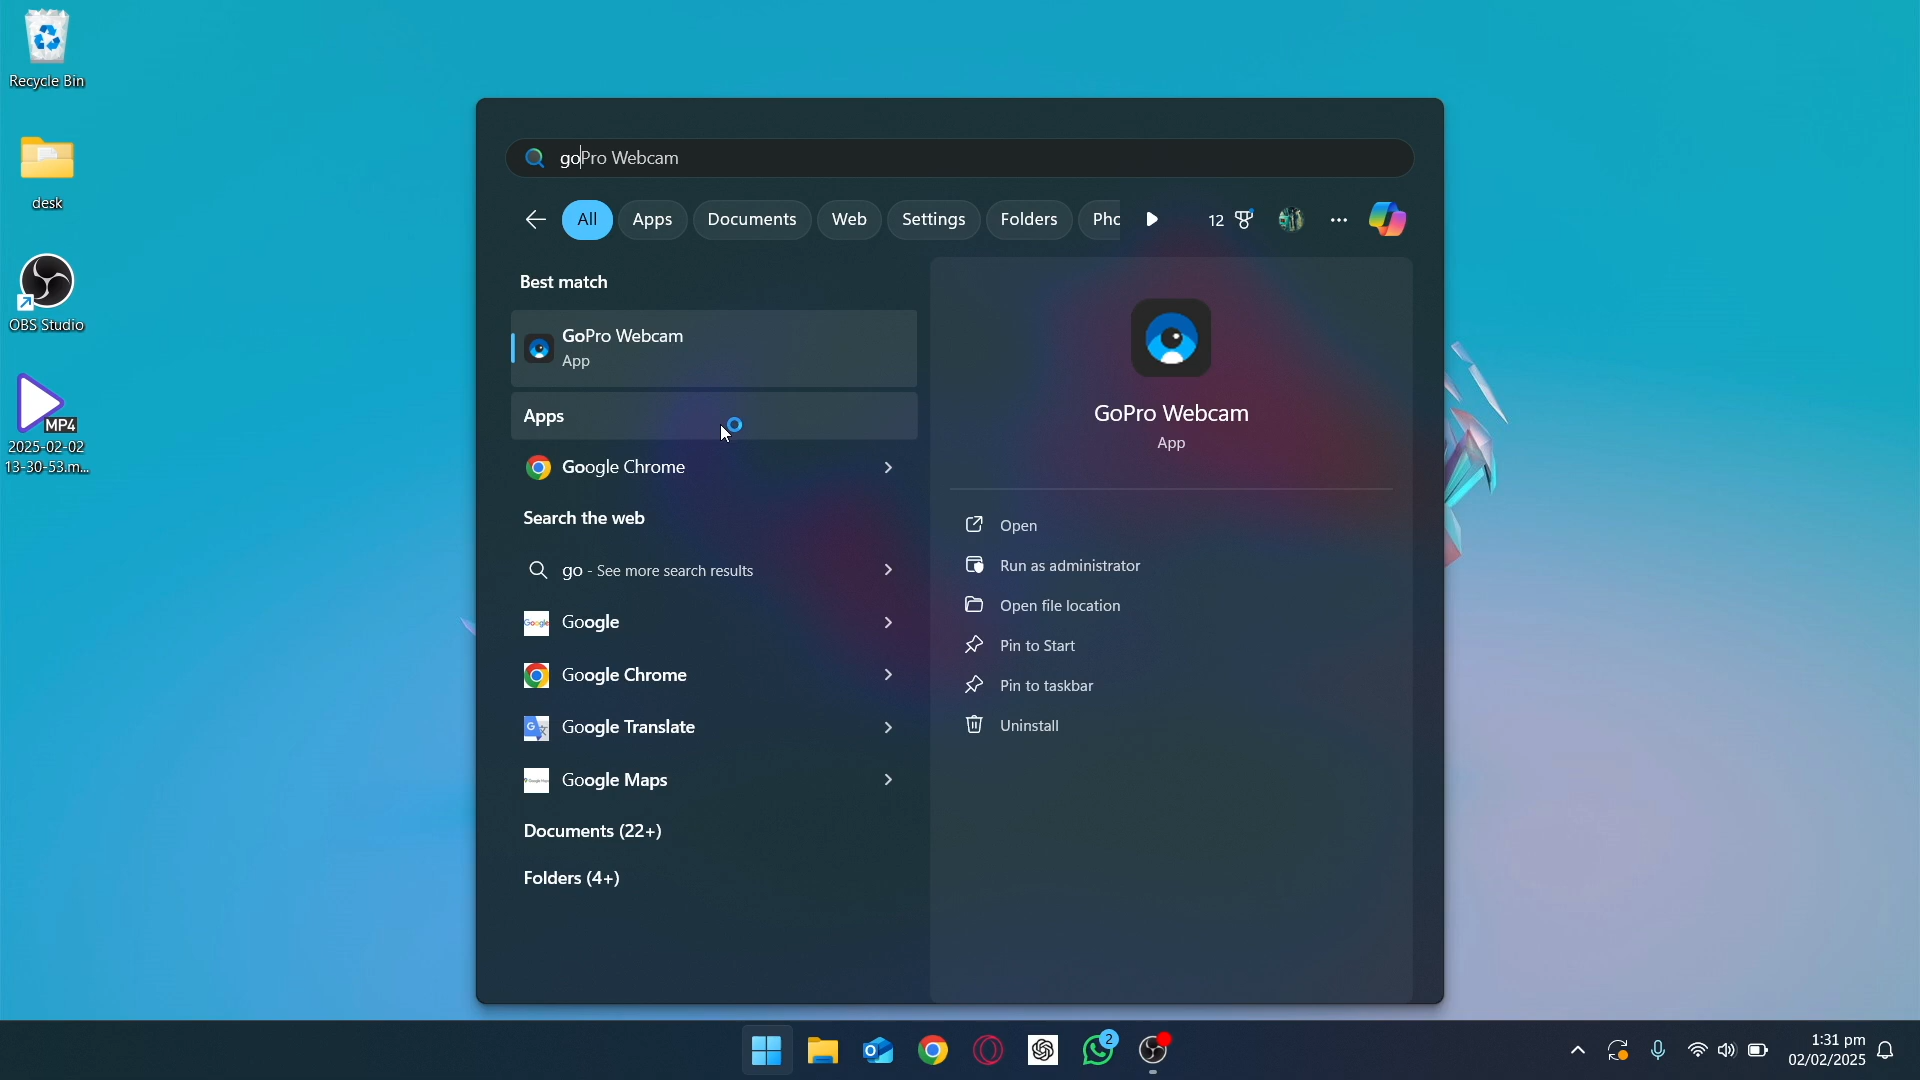 Recycle Bin
desk
OBS Studio
MP4
2025-02-02
13-30-53.m...
goPro Webcam
All
Apps
Documents
Web
Settings
Folders
Pho
12
Best match
GoPro Webcam
App
Apps
Google Chrome
Search the web
go - See more search results
Google
Google
Google Chrome
Google Translate
Google Maps
Documents (22+)
Folders (4+)
GoPro Webcam
App
Open
Run as administrator
Open file location
Pin to Start
Pin to taskbar
Uninstall
2
1:31 pm
02/02/2025